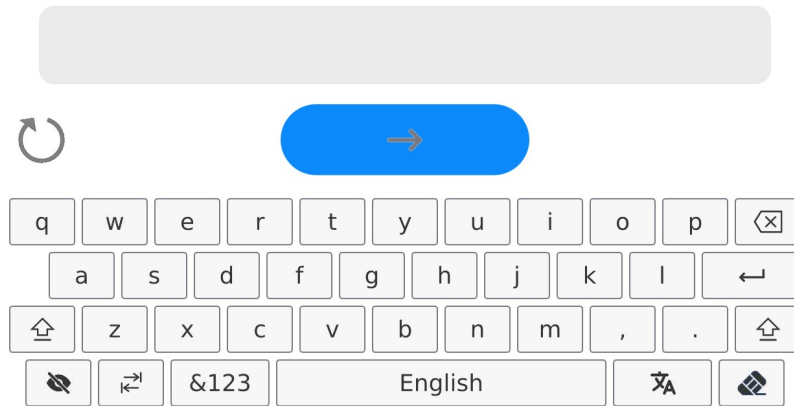 q w e r t y u i o p
a s d f g h j k l
z x c v b n m , .
&123 English